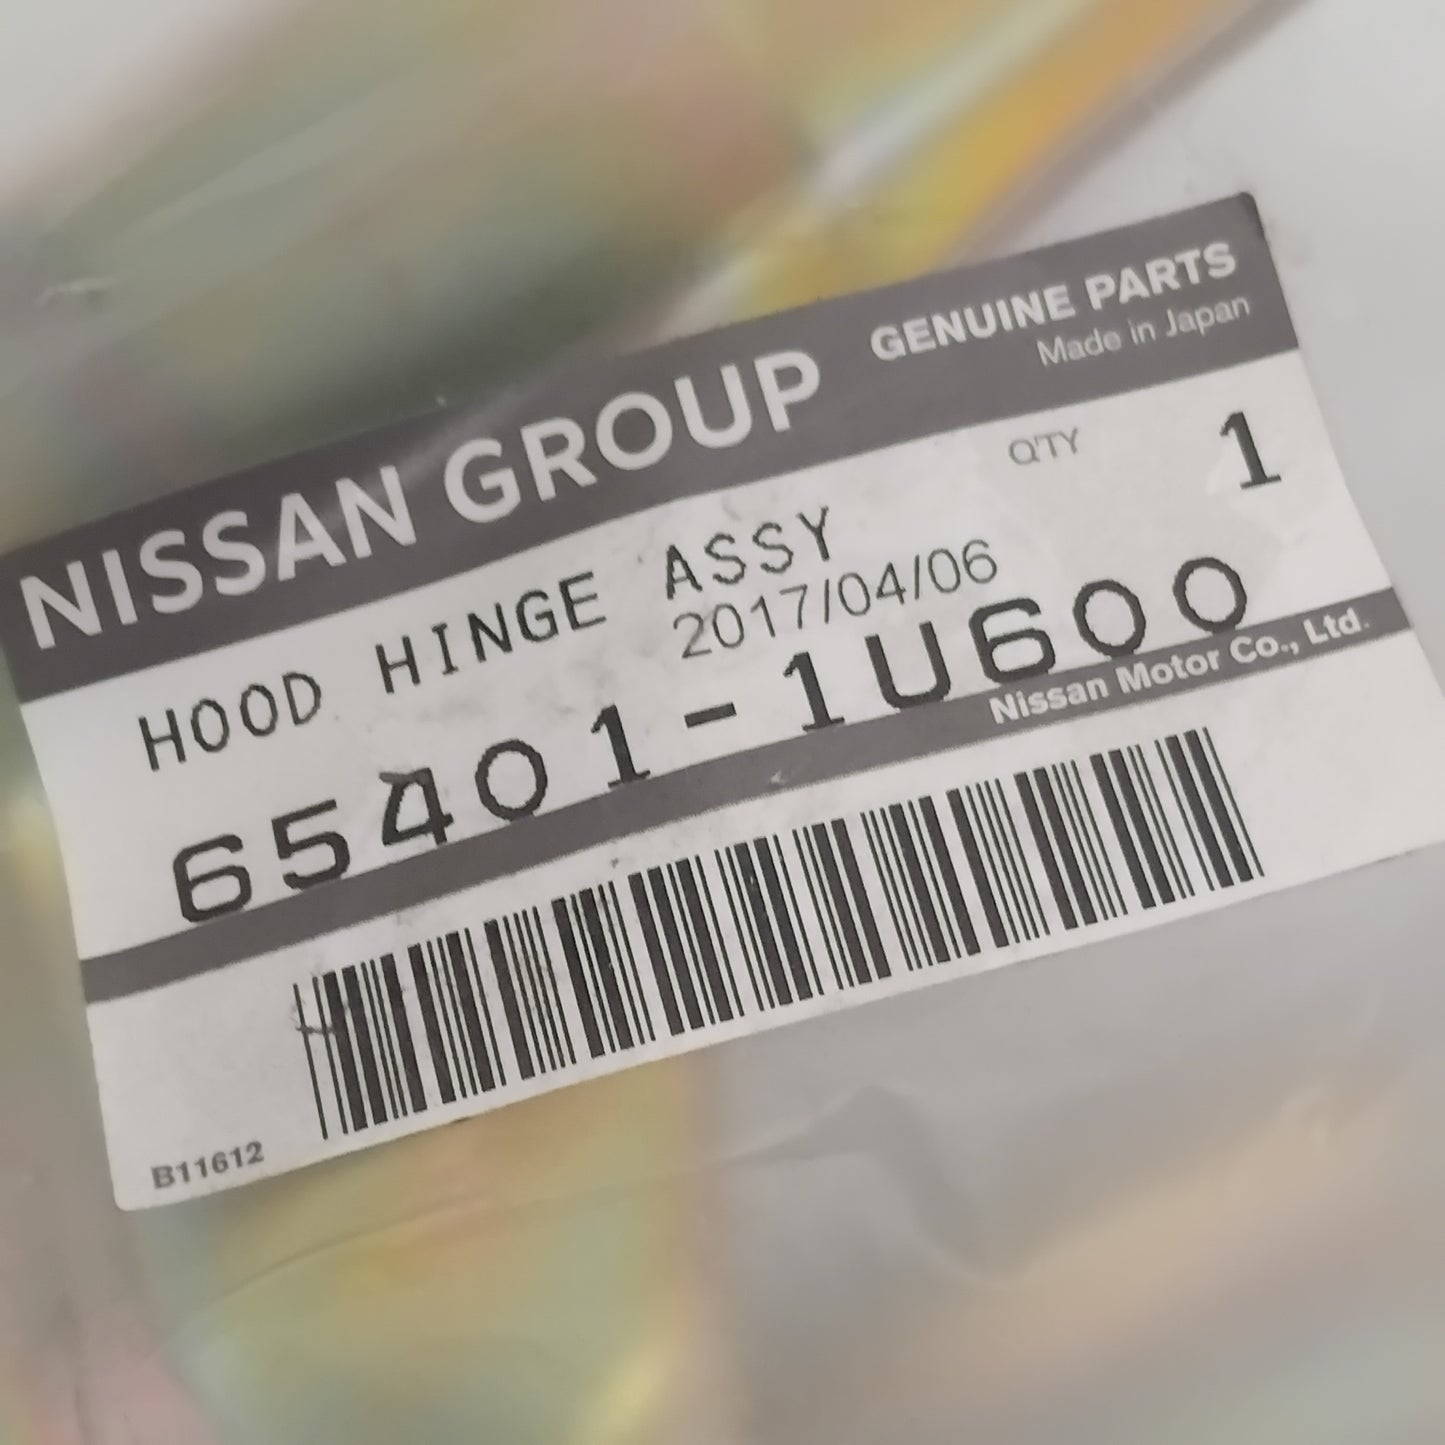 NISSAN GROUP GENUINE PARTS
Made in Japan
QTY 1
HOOD HINGE ASSY
2017/04/06
65401-1U600
Nissan Motor Co., Ltd.
B11612